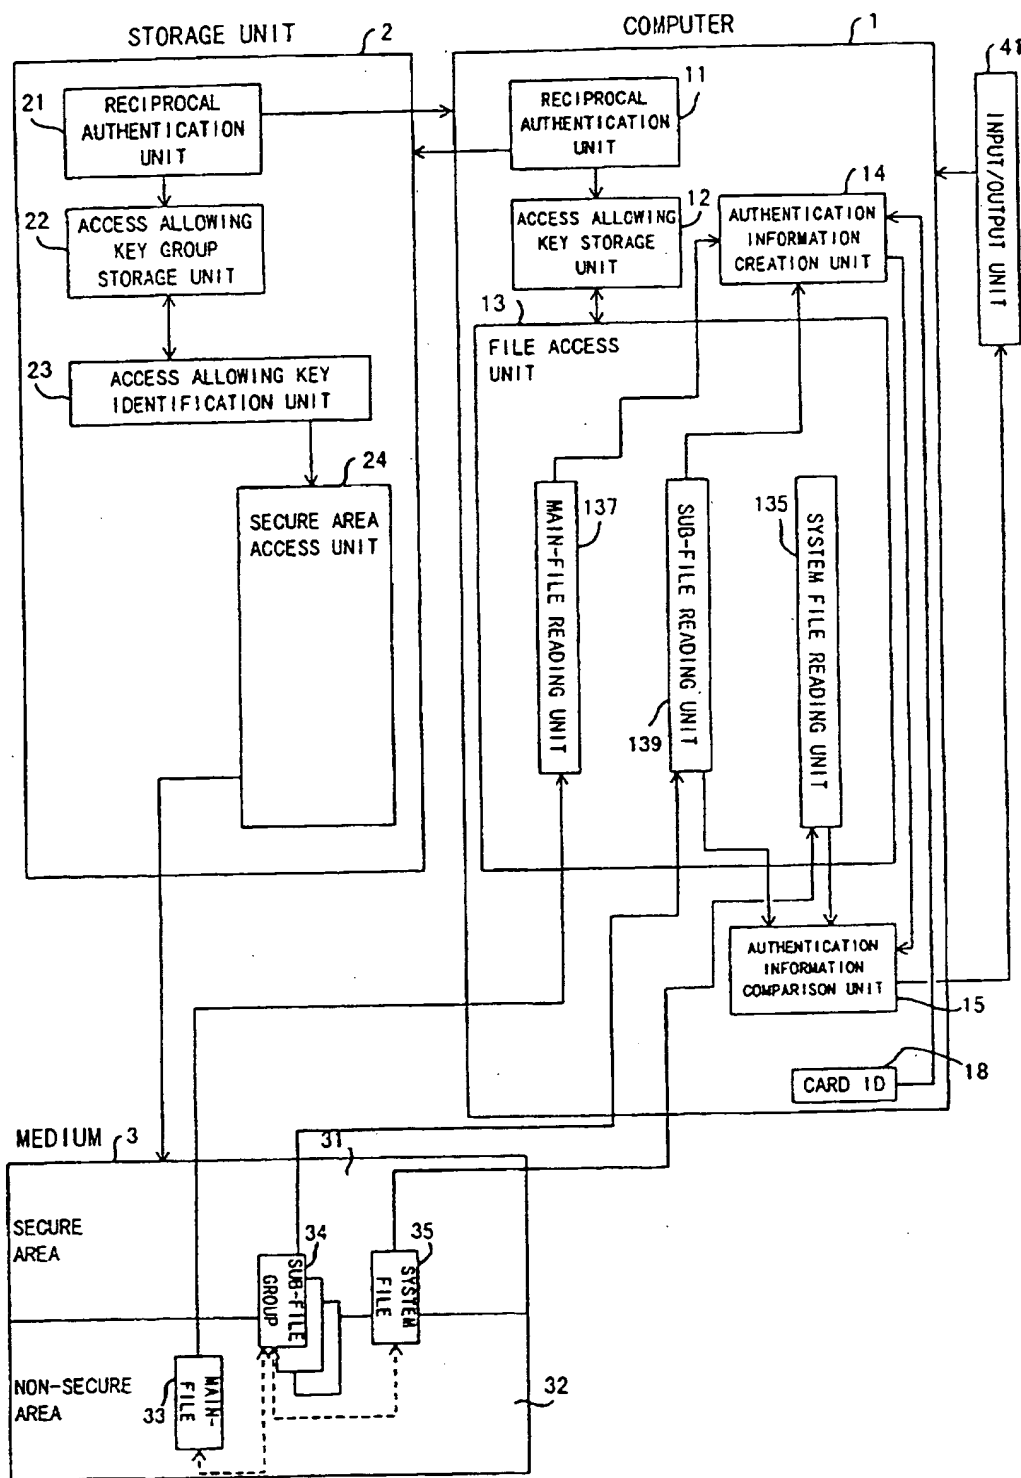 STORAGE UNIT
2
21
RECIPROCAL
AUTHENTICATION
UNIT
22
ACCESS ALLOWING
KEY GROUP
STORAGE UNIT
23
ACCESS ALLOWING KEY
IDENTIFICATION UNIT
24
SECURE AREA
ACCESS UNIT
COMPUTER
1
11
RECIPROCAL
AUTHENTICATION
UNIT
12
ACCESS ALLOWING
KEY STORAGE
UNIT
14
AUTHENTICATION
INFORMATION
CREATION UNIT
41
INPUT/OUTPUT UNIT
13
FILE ACCESS
UNIT
137
MAIN-FILE READING UNIT
139
SUB-FILE READING UNIT
135
SYSTEM FILE READING UNIT
AUTHENTICATION
INFORMATION
COMPARISON UNIT
15
18
CARD ID
MEDIUM
3
31
SECURE
AREA
34
SUB-FILE
GROUP
35
SYSTEM
FILE
NON-SECURE
AREA
33
MAIN-
FILE
32